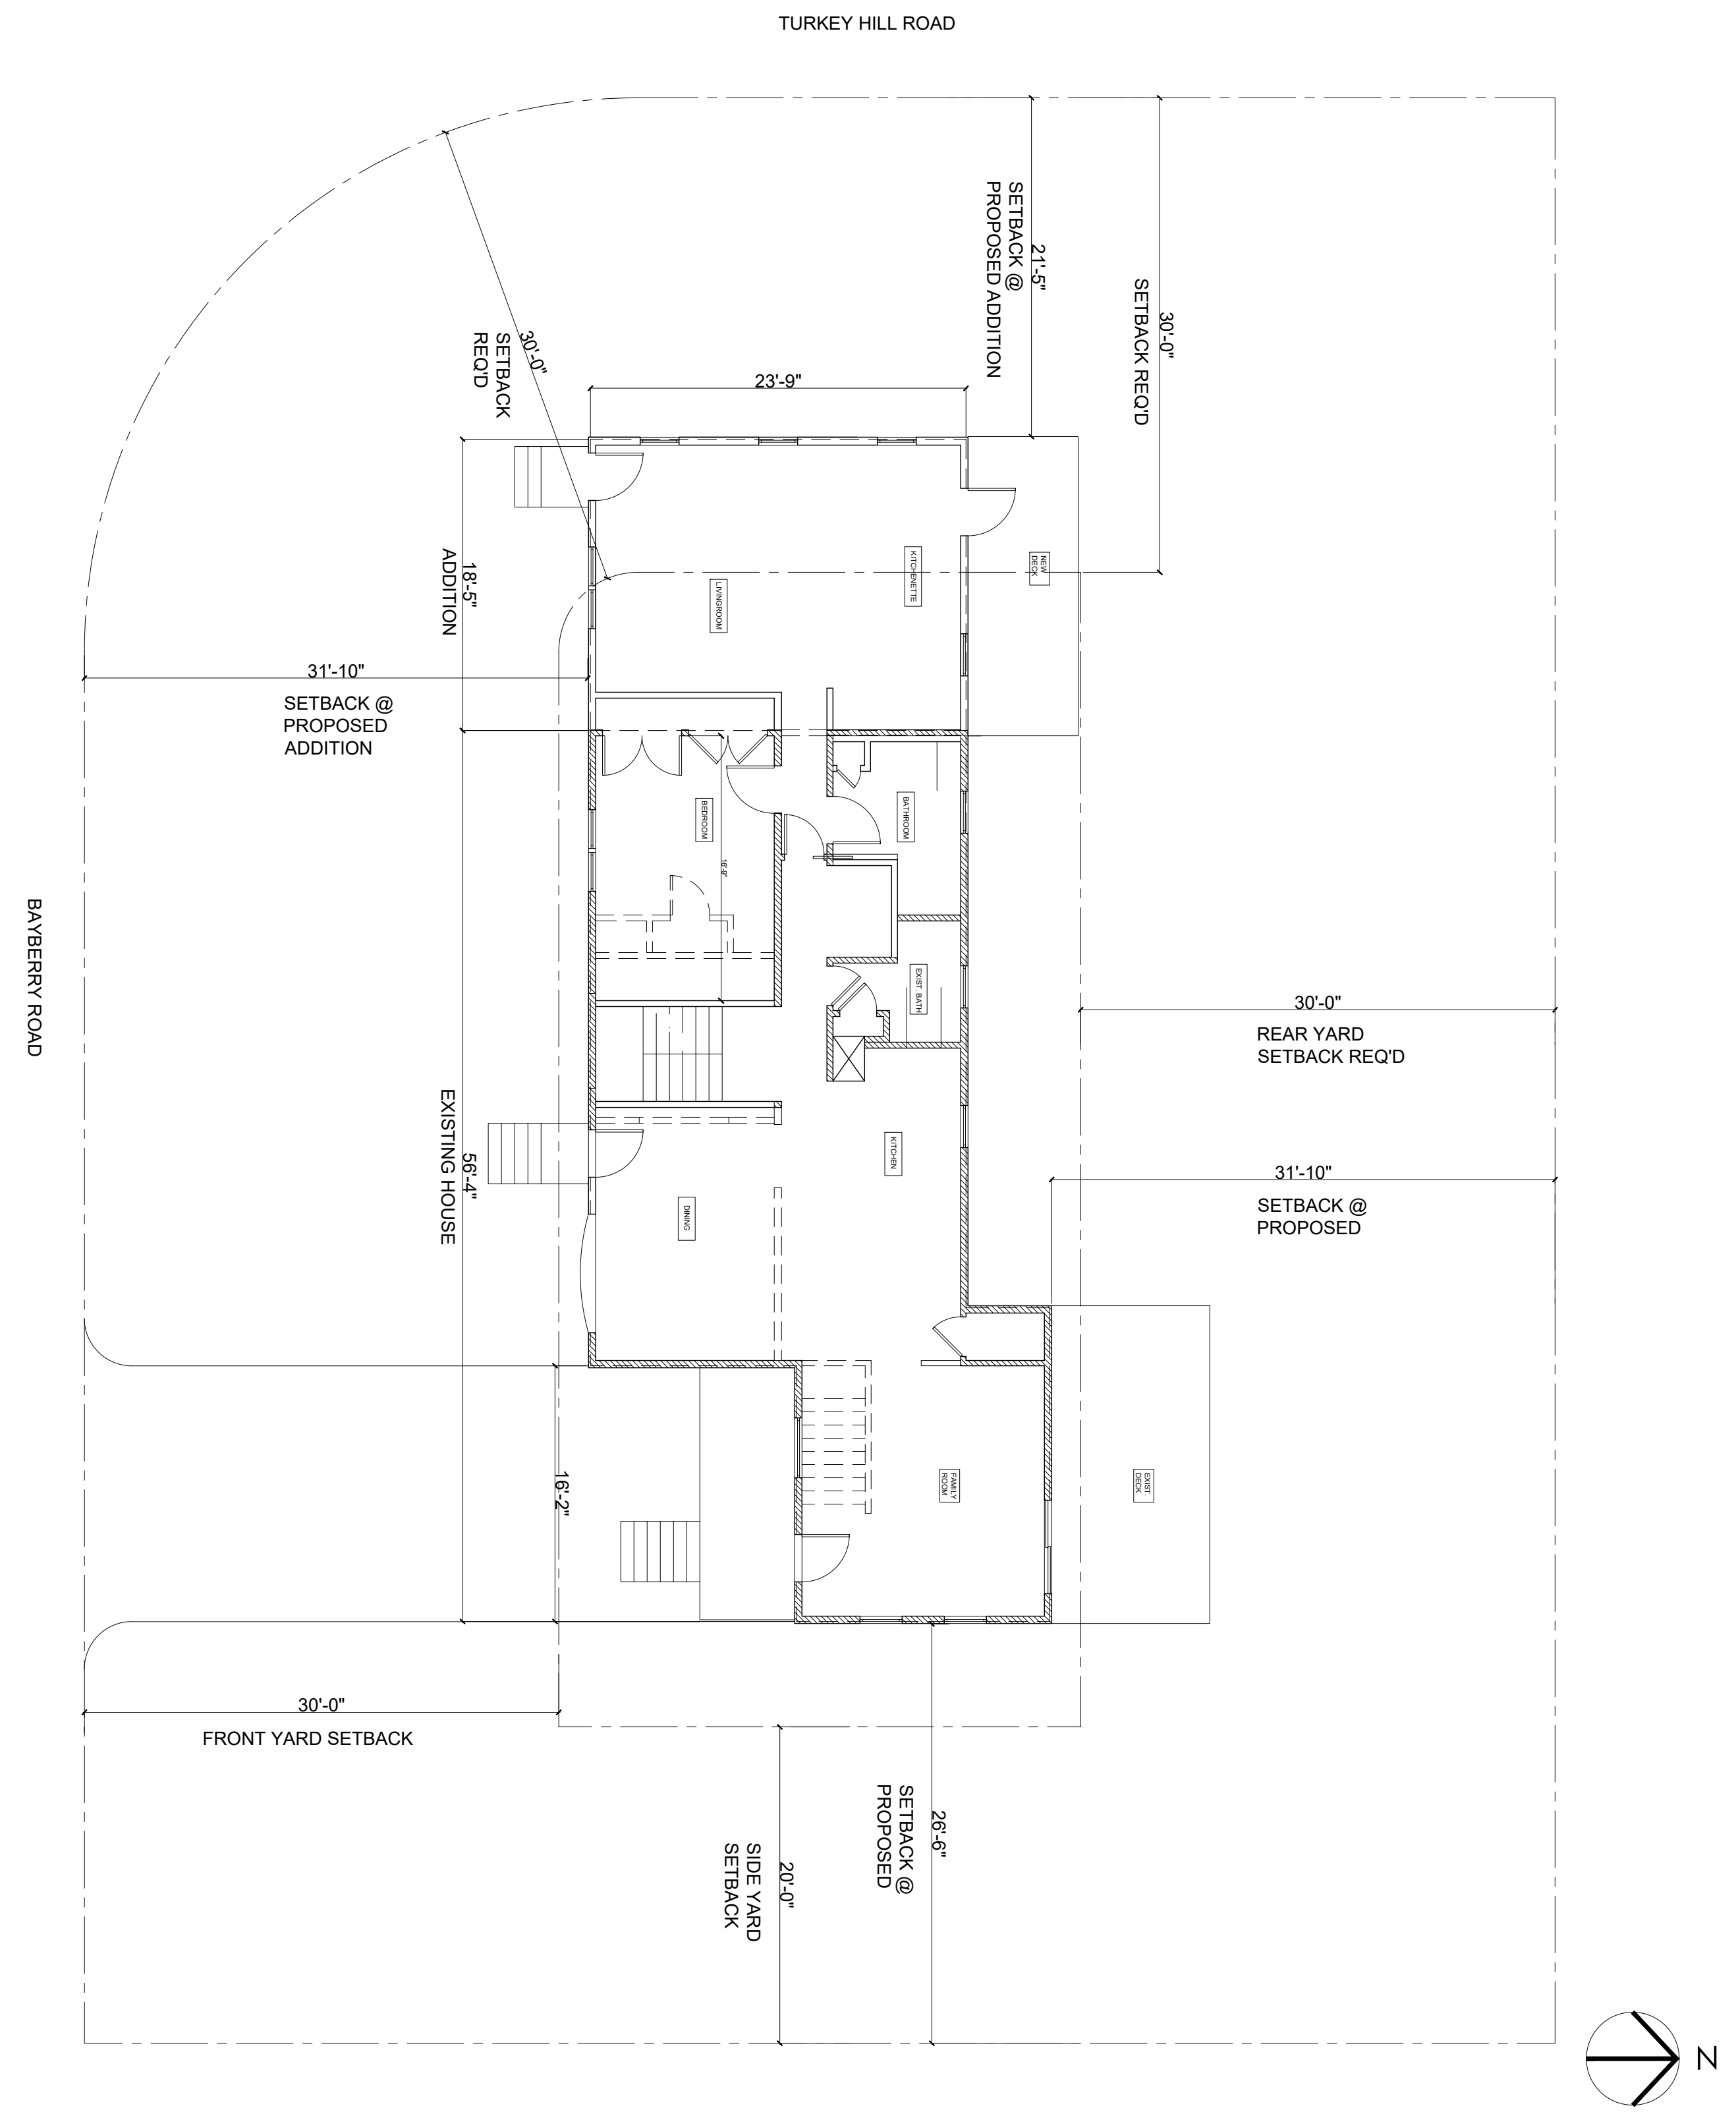 TURKEY HILL ROAD
21'-5"
SETBACK @
PROPOSED ADDITION
30'-0"
SETBACK REQ'D
30'-0"
SETBACK
REQ'D
23'-9"
18'-5"
ADDITION
NEW
DECK
KITCHENETTE
LIVINGROOM
31'-10"
SETBACK @
PROPOSED
ADDITION
BEDROOM
BATHROOM
16'-9"
BAYBERRY ROAD
EXIST. BATH
30'-0"
REAR YARD
SETBACK REQ'D
56'-4"
EXISTING HOUSE
KITCHEN
DINING
31'-10"
SETBACK @
PROPOSED
16'-2"
FAMILY
ROOM
EXIST.
DECK
30'-0"
FRONT YARD SETBACK
26'-6"
SETBACK @
PROPOSED
20'-0"
SIDE YARD
SETBACK
N